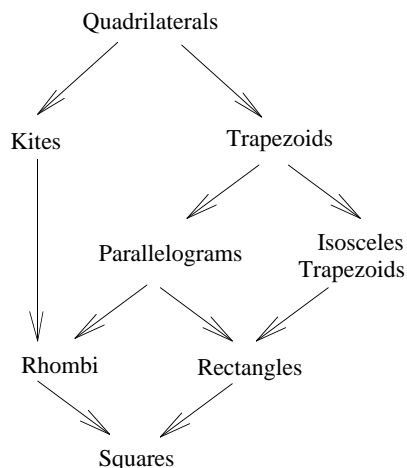 Quadrilaterals
Kites
Trapezoids
Parallelograms
Isosceles
Trapezoids
Rhombi
Rectangles
Squares